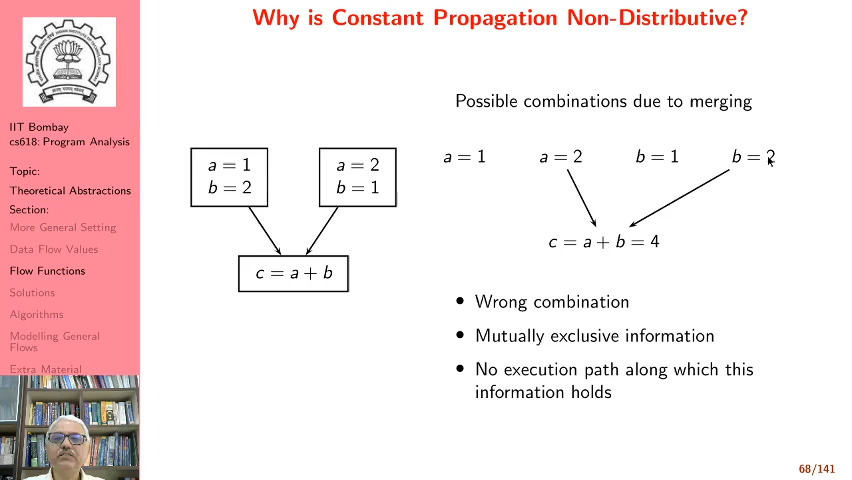 Why is Constant Propagation Non-Distributive?
IIT Bombay
cs618: Program Analysis
Topic:
Theoretical Abstractions
Section:
More General Setting
Data Flow Values
Flow Functions
Solutions
Algorithms
Modelling General
Flows
Extra Material
a = 1
b = 2
a = 2
b = 1
c = a + b
Possible combinations due to merging
a = 1 a = 2 b = 1 b = 2
c = a + b = 4
• Wrong combination
• Mutually exclusive information
• No execution path along which this
information holds
68/141